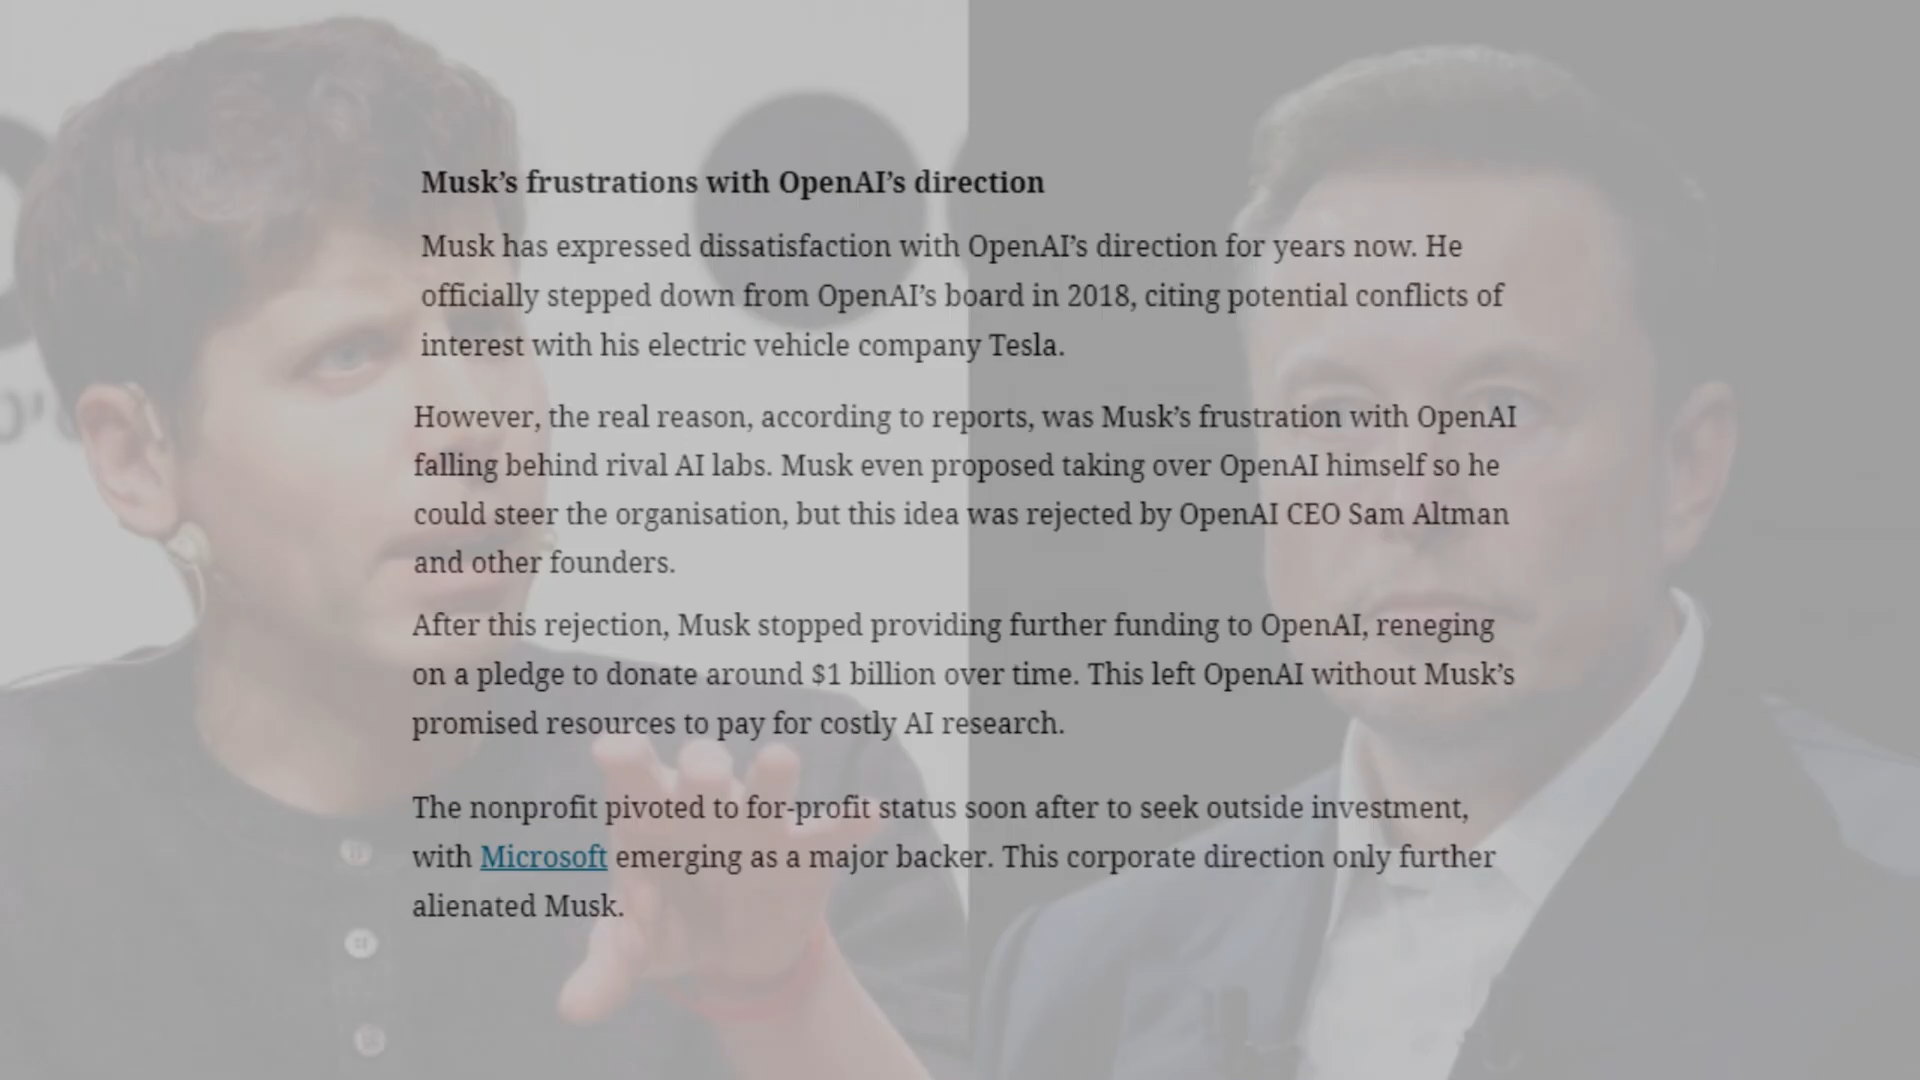 Musk’s frustrations with OpenAI’s direction
Musk has expressed dissatisfaction with OpenAI’s direction for years now. He
officially stepped down from OpenAI’s board in 2018, citing potential conflicts of
interest with his electric vehicle company Tesla.
However, the real reason, according to reports, was Musk’s frustration with OpenAI
falling behind rival AI labs. Musk even proposed taking over OpenAI himself so he
could steer the organisation, but this idea was rejected by OpenAI CEO Sam Altman
and other founders.
After this rejection, Musk stopped providing further funding to OpenAI, reneging
on a pledge to donate around $1 billion over time. This left OpenAI without Musk’s
promised resources to pay for costly AI research.
The nonprofit pivoted to for-profit status soon after to seek outside investment,
with Microsoft emerging as a major backer. This corporate direction only further
alienated Musk.